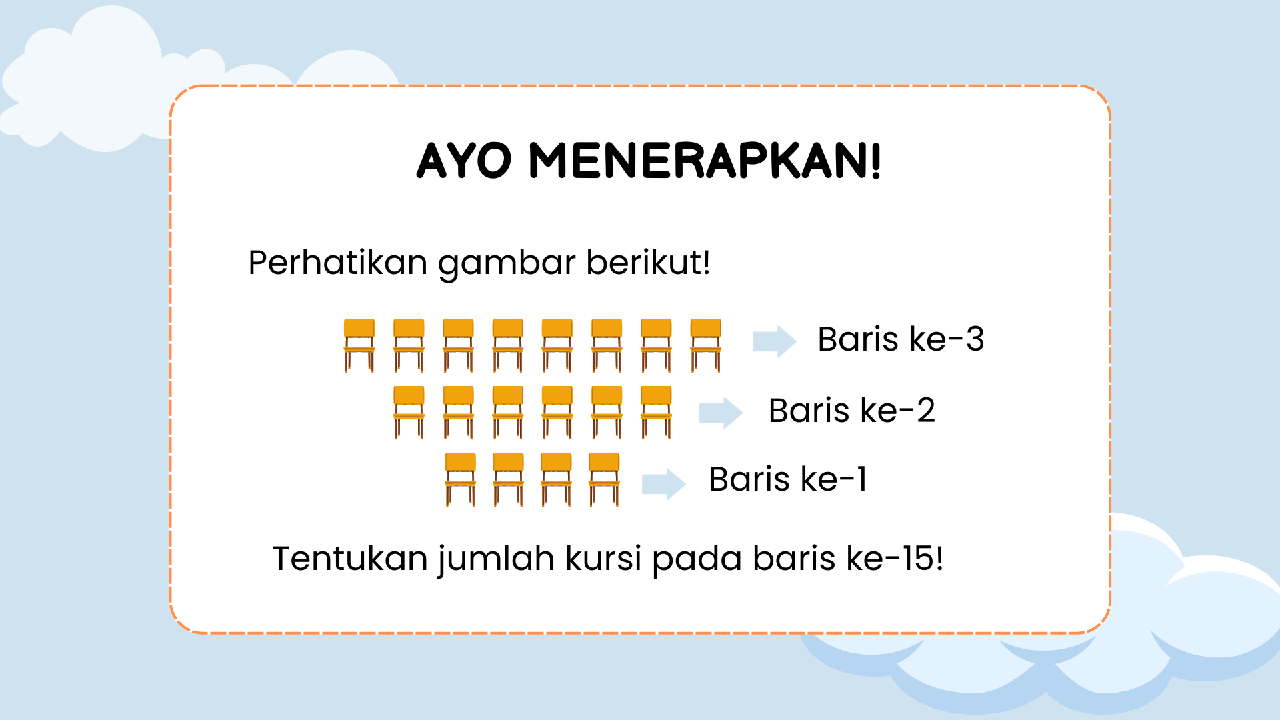 AYO MENERAPKAN!
Perhatikan gambar berikut!
Baris ke-3
Baris ke-2
Baris ke-1
Tentukan jumlah kursi pada baris ke-15!